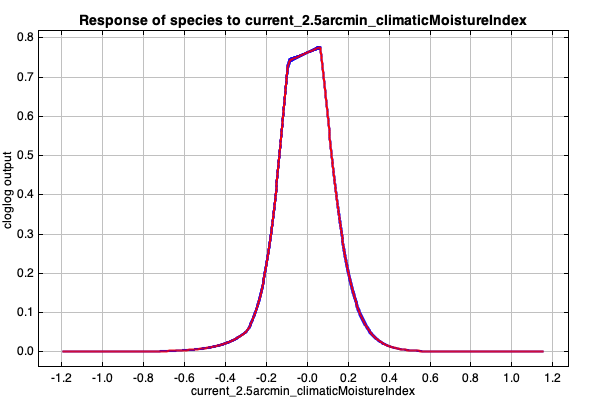 Response of species to current_2.5arcmin_climaticMoistureIndex
0.8
0.7
0.6
0.5
0.4
0.3
0.2
0.1
0.0
cloglog output
-1.2 -1.0 -0.8 -0.6 -0.4 -0.2 -0.0 0.2 0.4 0.6 0.8 1.0 1.2
current_2.5arcmin_climaticMoistureIndex